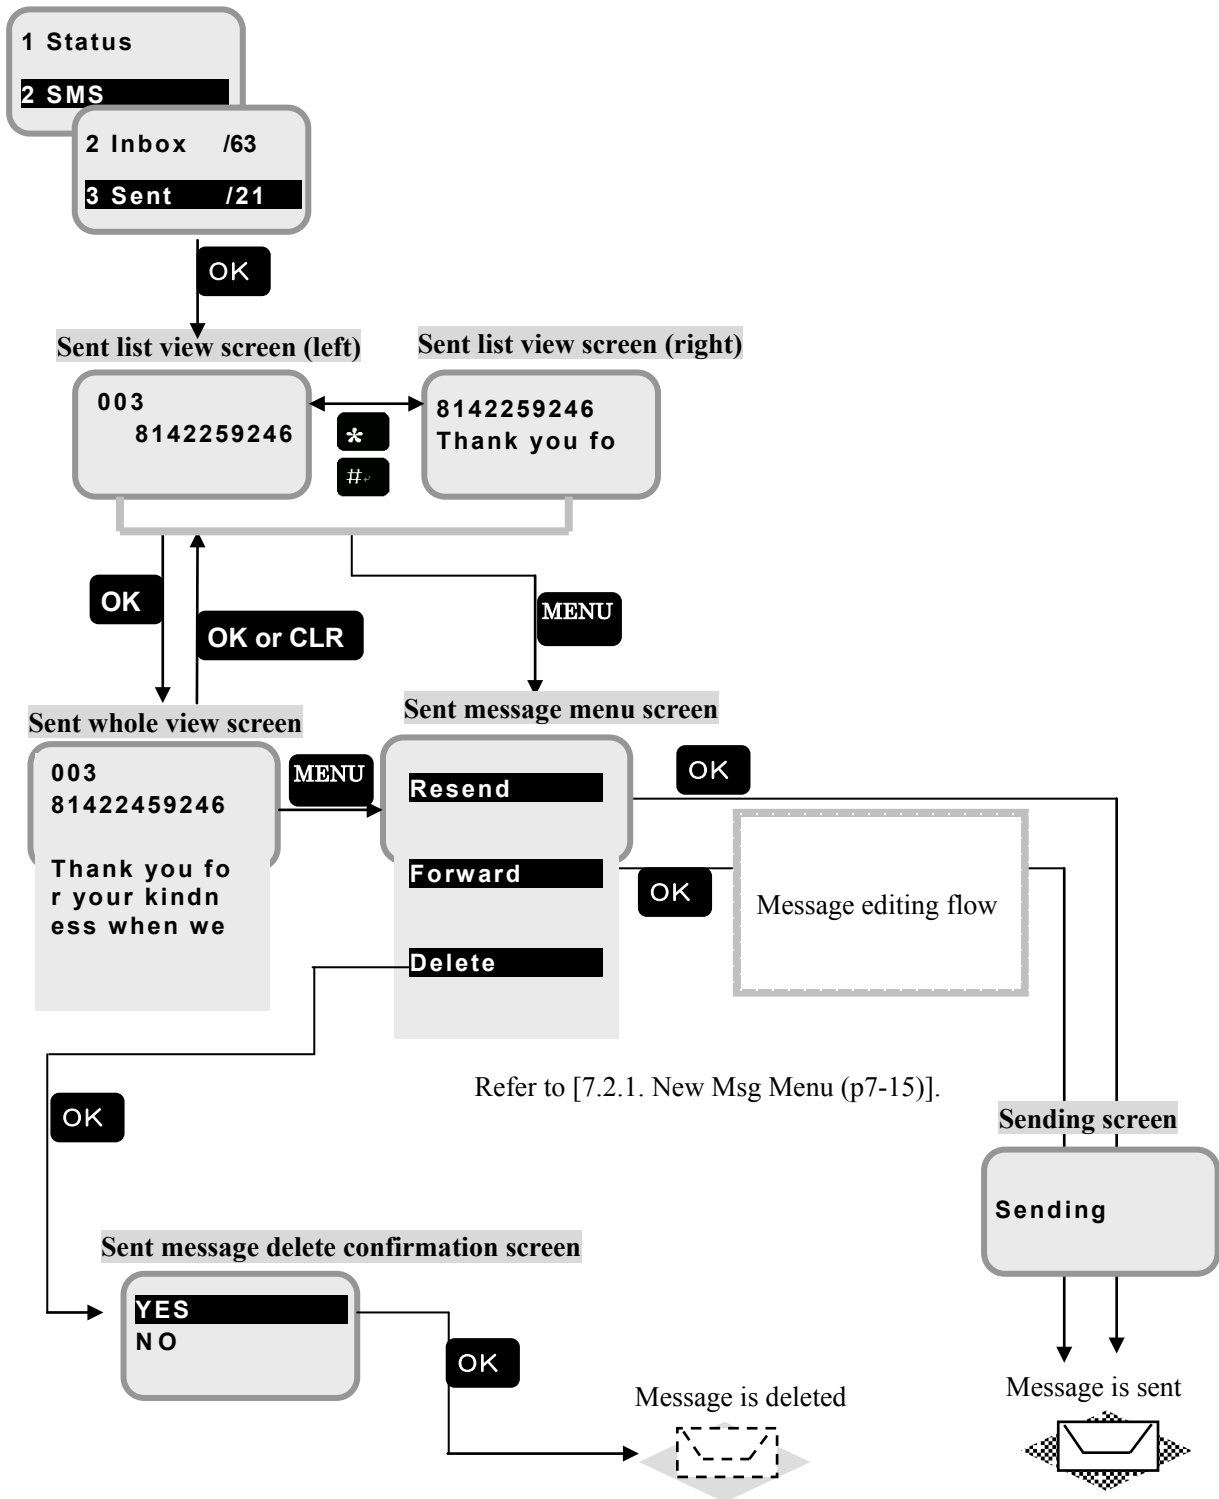 1 Status
2 SMS
2 Inbox /63
3 Sent /21
OK
Sent list view screen (left)
Sent list view screen (right)
003
8142259246
*
#
8142259246
Thank you fo
OK
OK or CLR
MENU
Sent whole view screen
Sent message menu screen
003
81422459246
Thank you fo
r your kindn
ess when we
MENU
Resend
OK
Forward
OK
Message editing flow
Delete
Refer to [7.2.1. New Msg Menu (p7-15)].
OK
Sending screen
Sending
Sent message delete confirmation screen
YES
NO
OK
Message is deleted
Message is sent